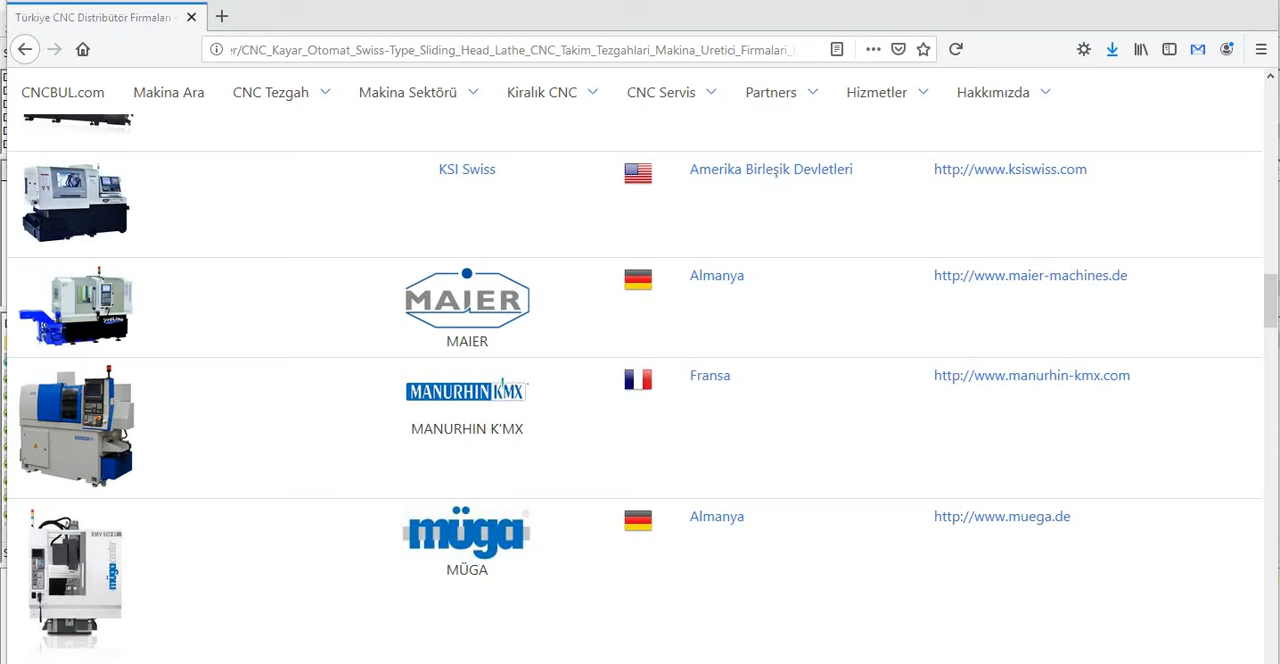 Türkiye CNC Distribütör Firmaları -
er/CNC_Kayar_Otomat_Swiss-Type_Sliding_Head_Lathe_CNC_Takim_Tezgahlari_Makina_Uretici_Firmalari_
CNCBUL.com Makina Ara CNC Tezgah Makina Sektörü Kiralık CNC CNC Servis Partners Hizmetler Hakkımızda
KSI Swiss Amerika Birleşik Devletleri http://www.ksiswiss.com
Almanya http://www.maier-machines.de
MAIER
MAIER
Fransa http://www.manurhin-kmx.com
MANURHIN K'MX
MANURHIN K'MX
Almanya http://www.muega.de
müga
MÜGA
mügacenter